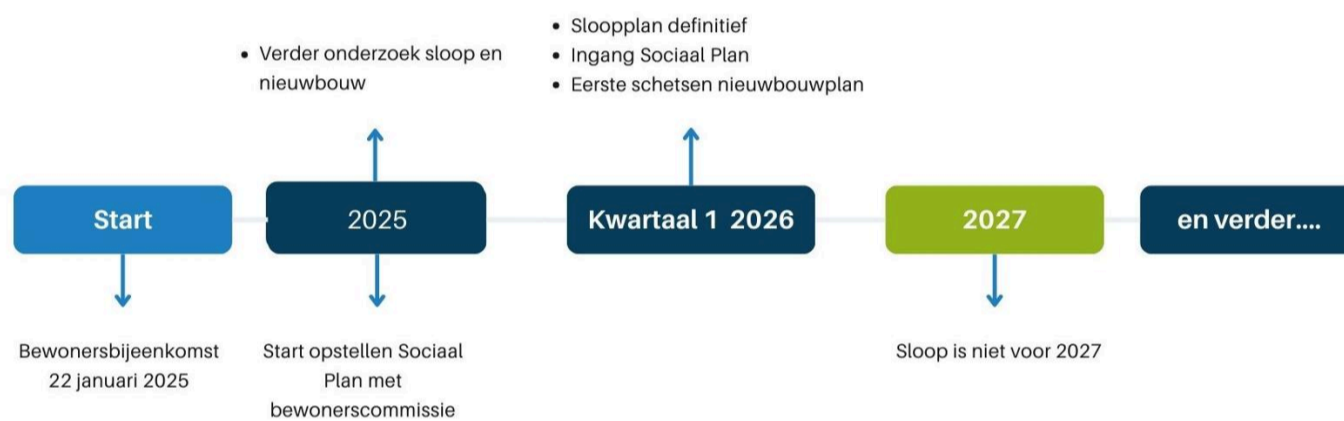 • Verder onderzoek sloop en
nieuwbouw
• Sloopplan definitief
• Ingang Sociaal Plan
• Eerste schetsen nieuwbouwplan
Start
2025
Kwartaal 1 2026
2027
en verder....
Bewonersbijeenkomst
22 januari 2025
Start opstellen Sociaal
Plan met
bewonerscommissie
Sloop is niet voor 2027